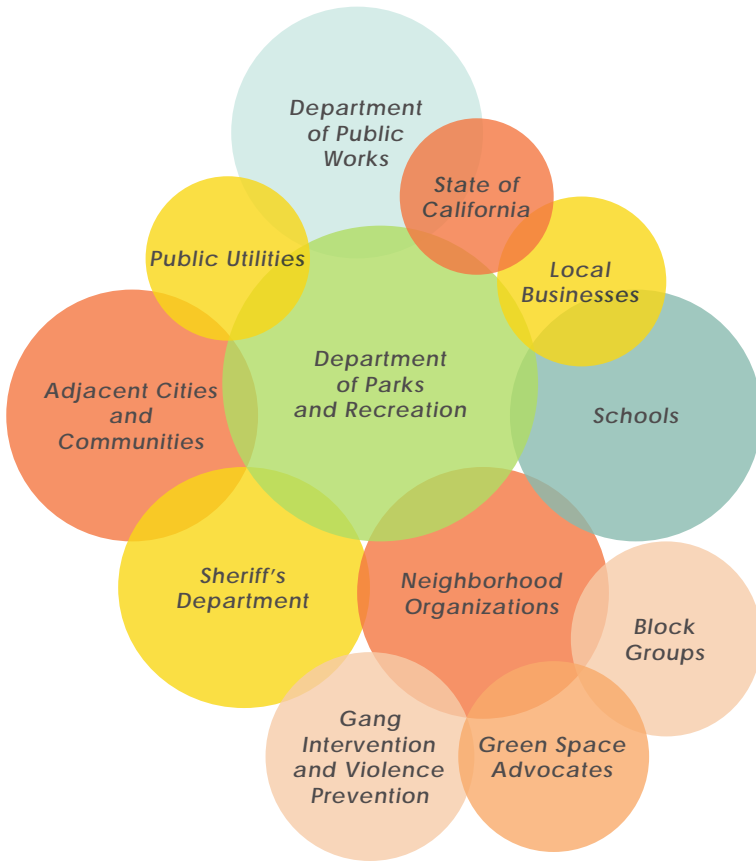 Department
of Public
Works
State of
California
Public Utilities
Local
Businesses
Department
of Parks
and Recreation
Adjacent Cities
and
Communities
Schools
Sheriff's
Department
Neighborhood
Organizations
Block
Groups
Gang
Intervention
and Violence
Prevention
Green Space
Advocates